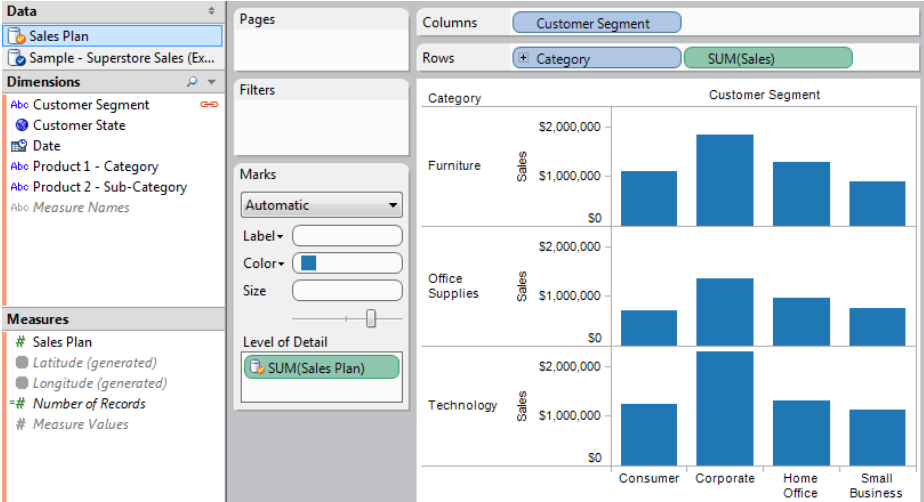 Data
Sales Plan
Sample - Superstore Sales (Ex...
Dimensions
Abc Customer Segment
Customer State
Date
Abc Product 1 - Category
Abc Product 2 - Sub-Category
Abc Measure Names
Measures
# Sales Plan
Latitude (generated)
Longitude (generated)
=# Number of Records
# Measure Values
Pages
Filters
Marks
Automatic
Label
Color
Size
Level of Detail
SUM(Sales Plan)
Columns
Customer Segment
Rows
Category
SUM(Sales)
Category
Customer Segment
Furniture
Sales
$2,000,000
$1,000,000
$0
Office
Supplies
Sales
$2,000,000
$1,000,000
$0
Technology
Sales
$2,000,000
$1,000,000
$0
Consumer
Corporate
Home
Office
Small
Business